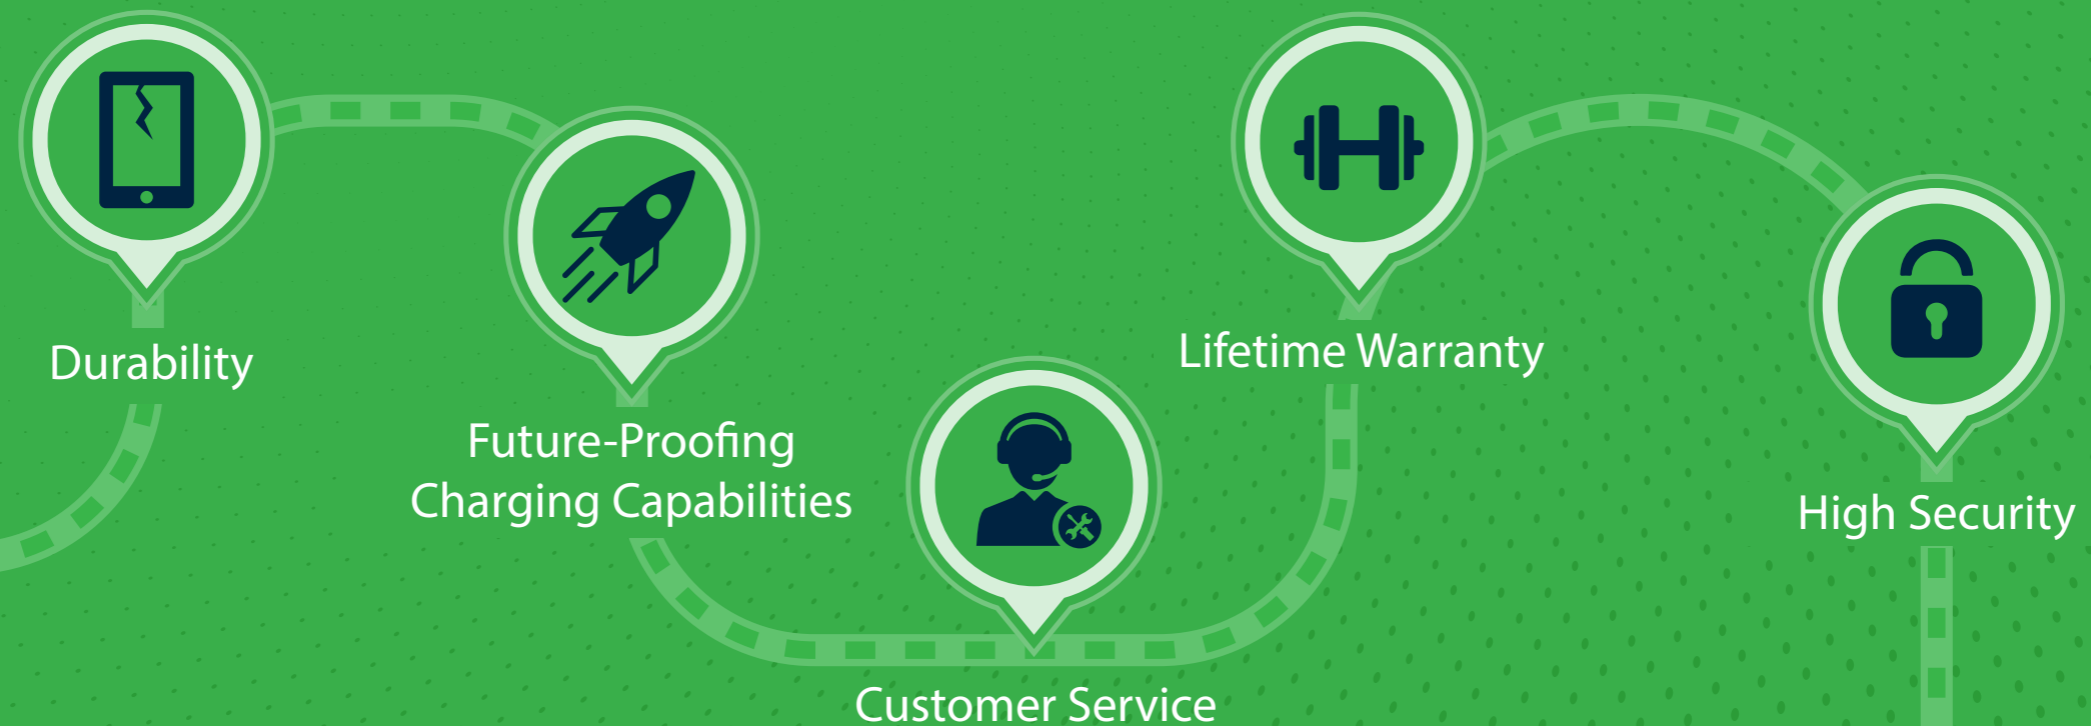 Durability
Future-Proofing
Charging Capabilities
Customer Service
Lifetime Warranty
High Security